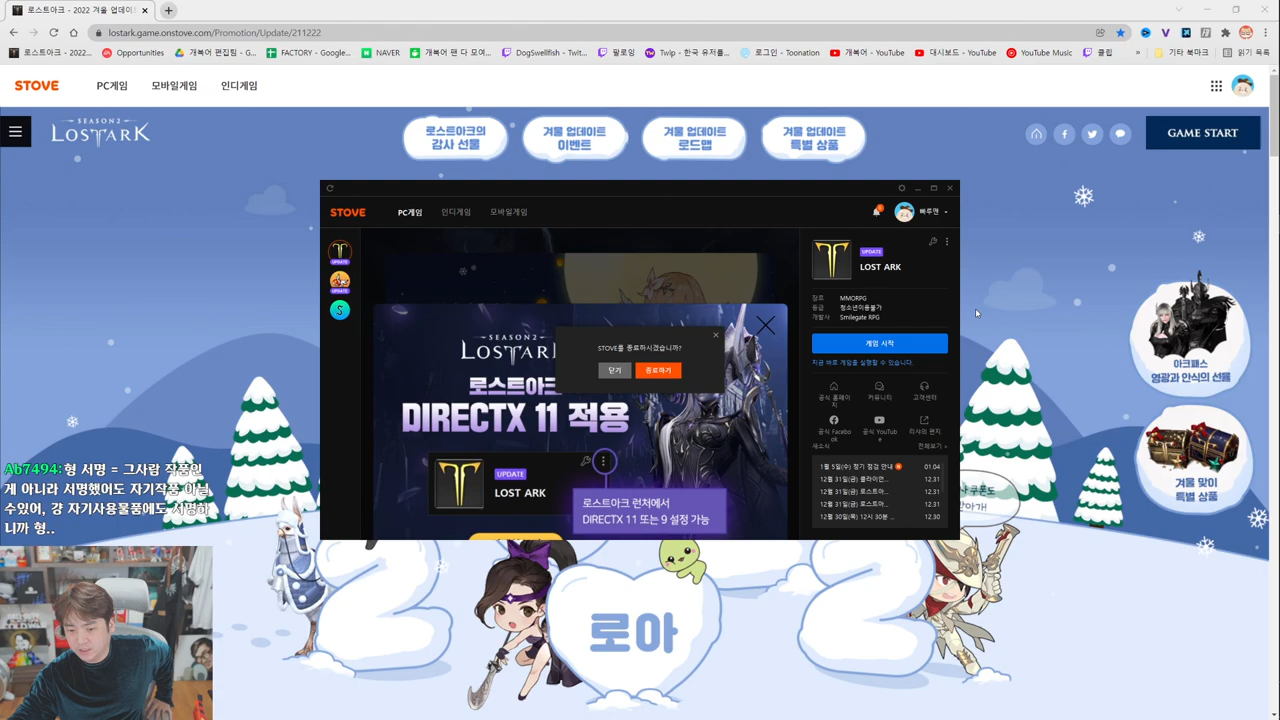 로스트아크 - 2022 겨울 업데이트
lostark.game.onstove.com/Promotion/Update/211222
로스트아크 - 2022...
Opportunities
개복어 편집팀 - G...
FACTORY - Google...
NAVER
개복어 팬 다 모여...
DogSwellfish - Twit...
팔로잉
Twip - 한국 유저를...
로그인 - Toonation
개복어 - YouTube
대시보드 - YouTube
YouTube Music
클립
»
기타 북마크
읽기 목록
STOVE
PC게임
모바일게임
인디게임
SEASON2
LOST ARK
로스트아크의
감사 선물
겨울 업데이트
이벤트
겨울 업데이트
로드맵
겨울 업데이트
특별 상품
GAME START
STOVE
PC게임
인디게임
모바일게임
빠루맨
UPDATE
UPDATE
S
UPDATE
LOST ARK
장르 MMORPG
등급 청소년이용불가
개발사 Smilegate RPG
게임 시작
지금 바로 게임을 실행할 수 있습니다.
공식 홈페이
지
커뮤니티
고객센터
공식 Facebo
ok
공식 YouTub
e
리샤의 편지
새소식
전체보기 >
1월 5일(수) 정기 점검 안내 N 01.04
12월 31일(금) 클라이언... 12.31
12월 31일(금) 로스트아... 12.31
12월 31일(금) 로스트아... 12.31
12월 30일(목) 12시 30분 ... 12.30
SEASON2
LOST ARK
로스트아크
DIRECTX 11 적용
STOVE를 종료하시겠습니까?
닫기
종료하기
UPDATE
LOST ARK
로스트아크 런처에서
DIRECTX 11 또는 9 설정 가능
아크패스
영광과 안식의 선율
겨울 맞이
특별 상품
Ab7494: 형 서명 = 그사람 작품인
게 아니라 서명했어도 자기작품 아닐
수있어, 걍 자기사용물품에도 서명하
니까 형..
로아